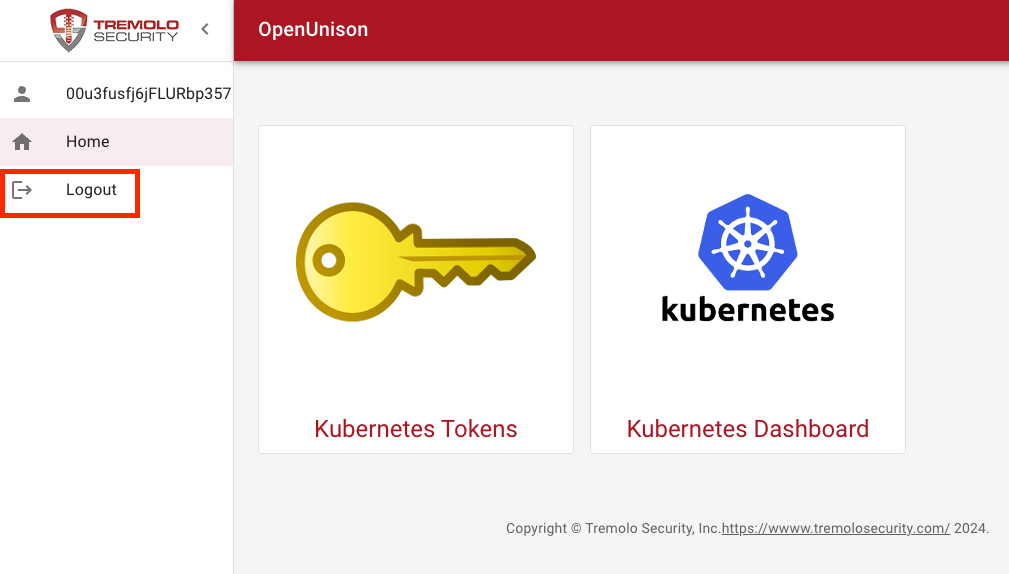 TREMOLO
SECURITY
OpenUnison
00u3fusfj6jFLURbp357
Home
Logout
kubernetes
Kubernetes Tokens
Kubernetes Dashboard
Copyright © Tremolo Security, Inc.https://wwww.tremolosecurity.com/ 2024.